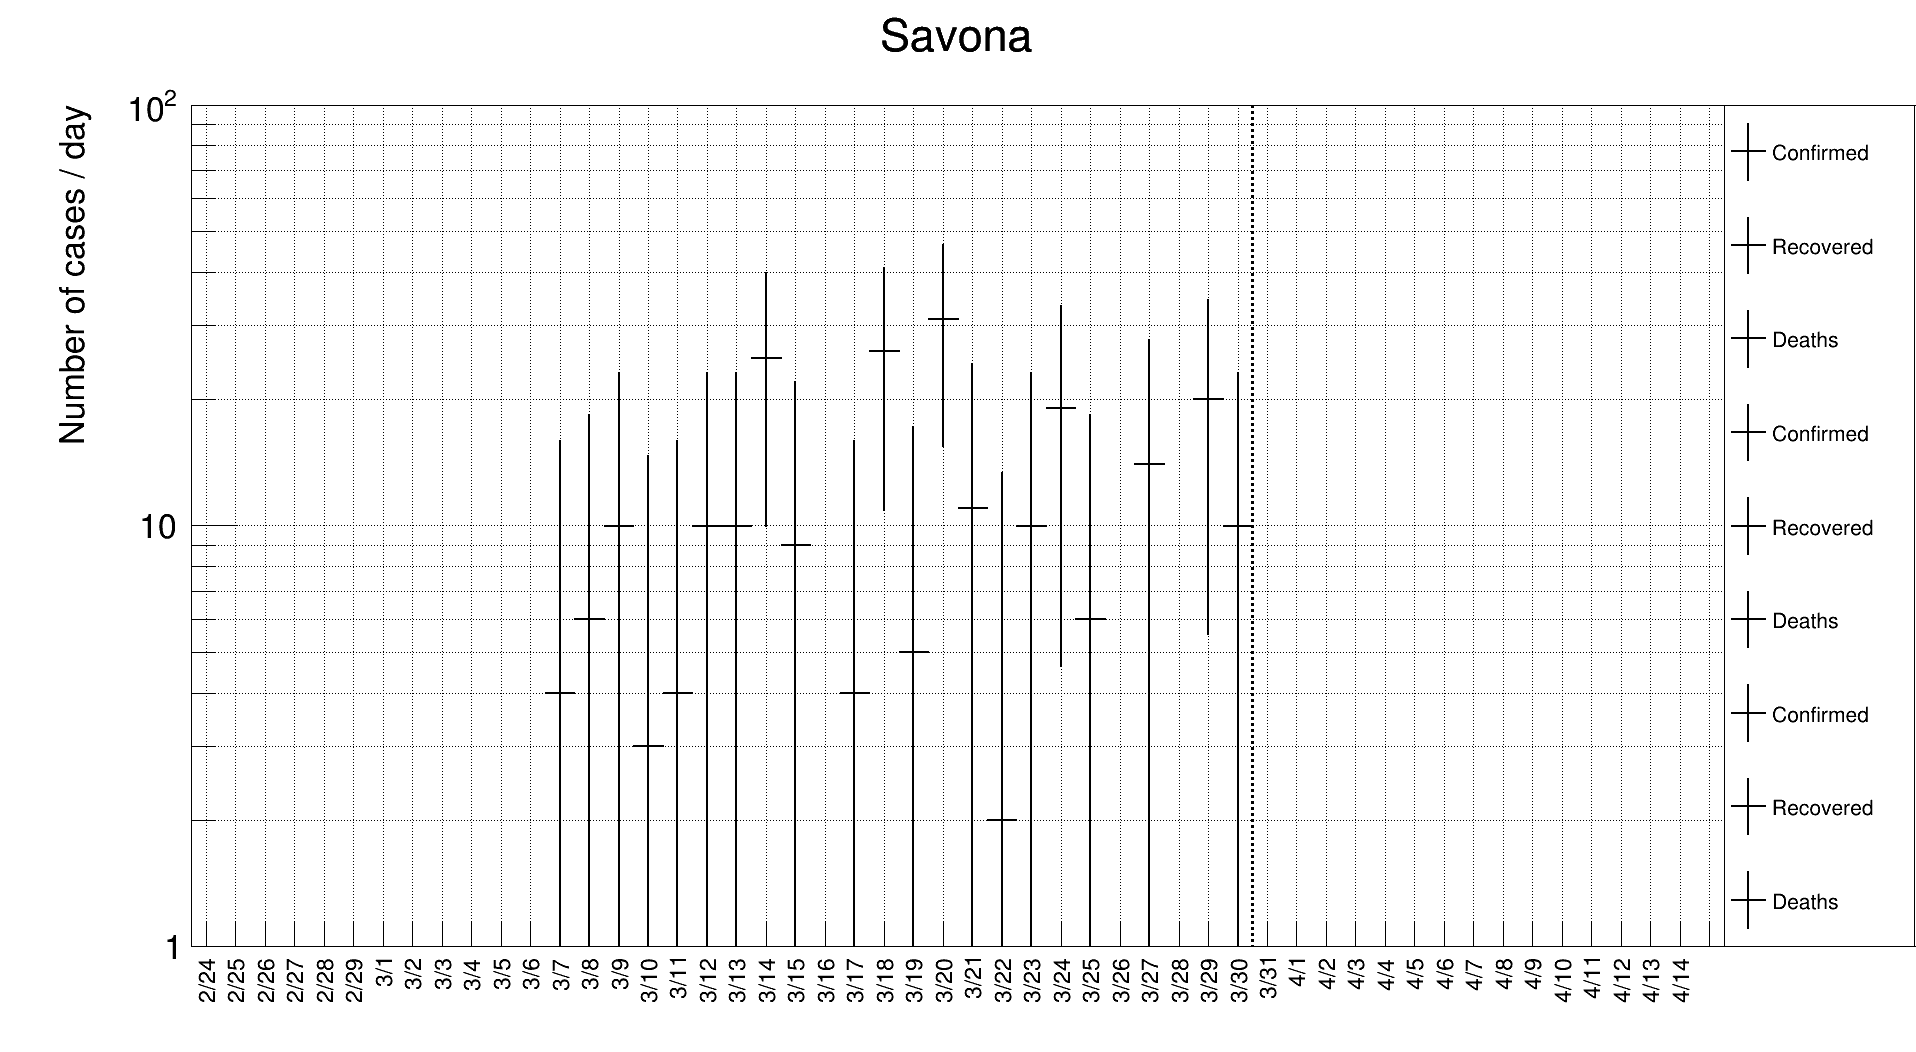 Savona
Number of cases / day
10²
10
1
2/24 2/25 2/26 2/27 2/28 2/29 3/1 3/2 3/3 3/4 3/5 3/6 3/7 3/8 3/9 3/10 3/11 3/12 3/13 3/14 3/15 3/16 3/17 3/18 3/19 3/20 3/21 3/22 3/23 3/24 3/25 3/26 3/27 3/28 3/29 3/30 3/31 4/1 4/2 4/3 4/4 4/5 4/6 4/7 4/8 4/9 4/10 4/11 4/12 4/13 4/14
Confirmed
Recovered
Deaths
Confirmed
Recovered
Deaths
Confirmed
Recovered
Deaths